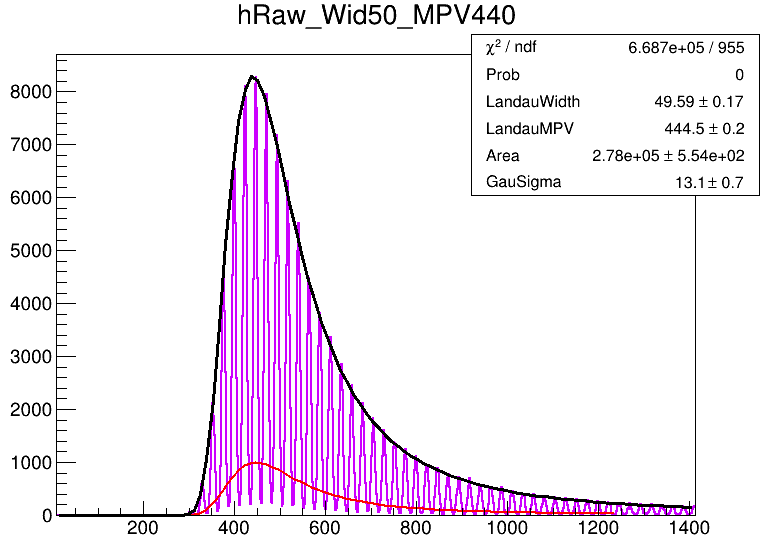 hRaw_Wid50_MPV440
χ² / ndf 6.687e+05 / 955
Prob 0
LandauWidth 49.59 ± 0.17
LandauMPV 444.5 ± 0.2
Area 2.78e+05 ± 5.54e+02
GauSigma 13.1 ± 0.7
8000
7000
6000
5000
4000
3000
2000
1000
0
200 400 600 800 1000 1200 1400